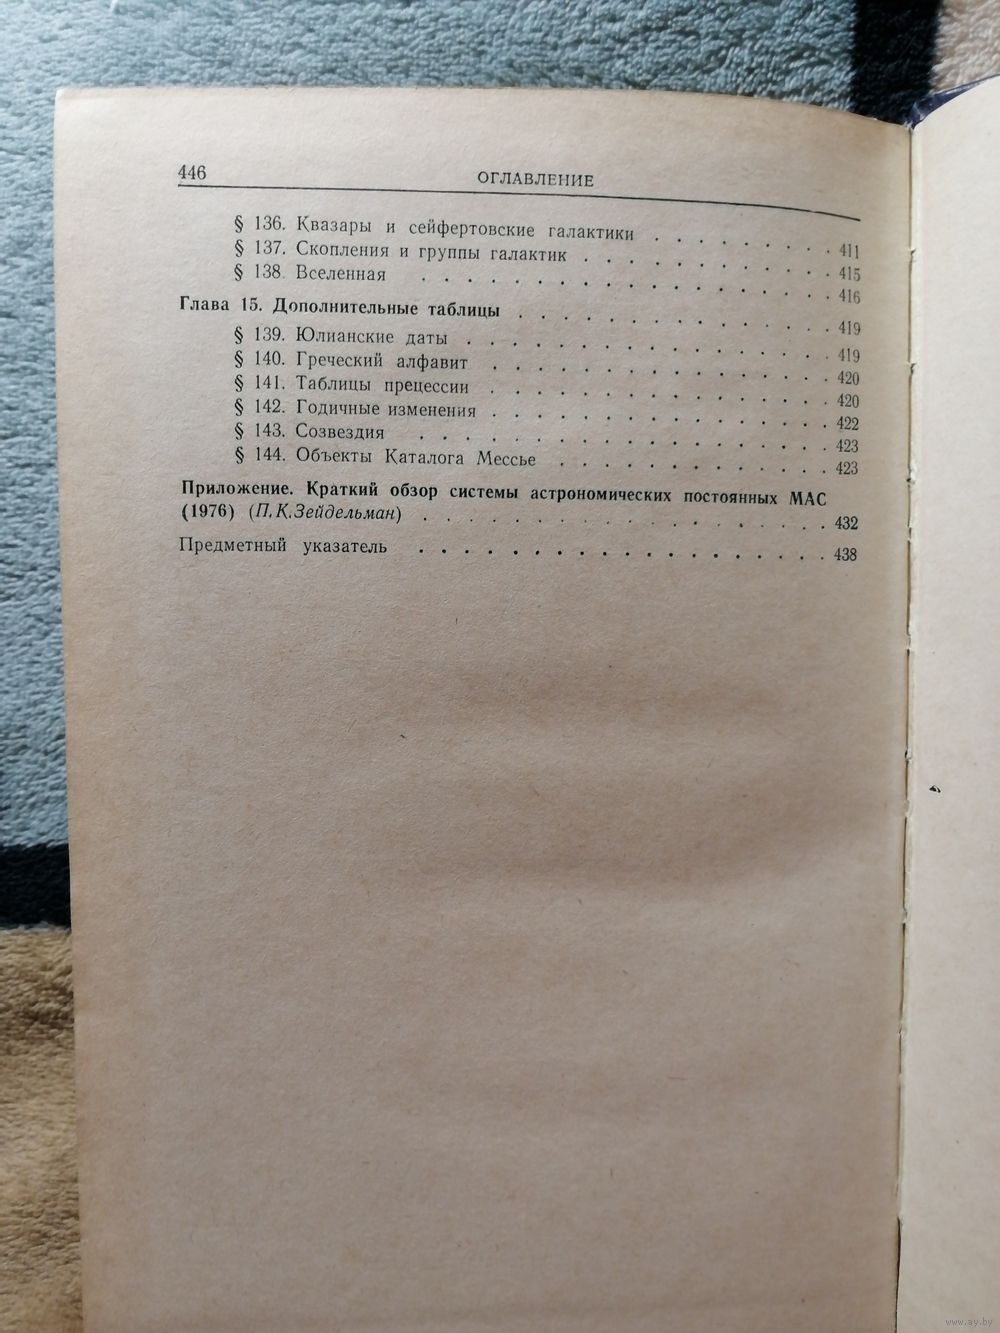 446 ОГЛАВЛЕНИЕ
§ 136. Квазары и сейфертовские галактики . . . . . . . . . 411
§ 137. Скопления и группы галактик . . . . . . . . . . . . 415
§ 138. Вселенная . . . . . . . . . . . . . . . . . . . 416
Глава 15. Дополнительные таблицы . . . . . . . . . . . . . . 419
§ 139. Юлианские даты . . . . . . . . . . . . . . . . . 419
§ 140. Греческий алфавит . . . . . . . . . . . . . . . . 420
§ 141. Таблицы прецессии . . . . . . . . . . . . . . . . 420
§ 142. Годичные изменения . . . . . . . . . . . . . . . . 422
§ 143. Созвездия . . . . . . . . . . . . . . . . . . . 423
§ 144. Объекты Каталога Мессье . . . . . . . . . . . . . 423
Приложение. Краткий обзор системы астрономических постоянных МАС
(1976) (П. К. Зейдельман) . . . . . . . . . . . . . . . . . . 432
Предметный указатель . . . . . . . . . . . . . . . . . . 438
www.ay.by